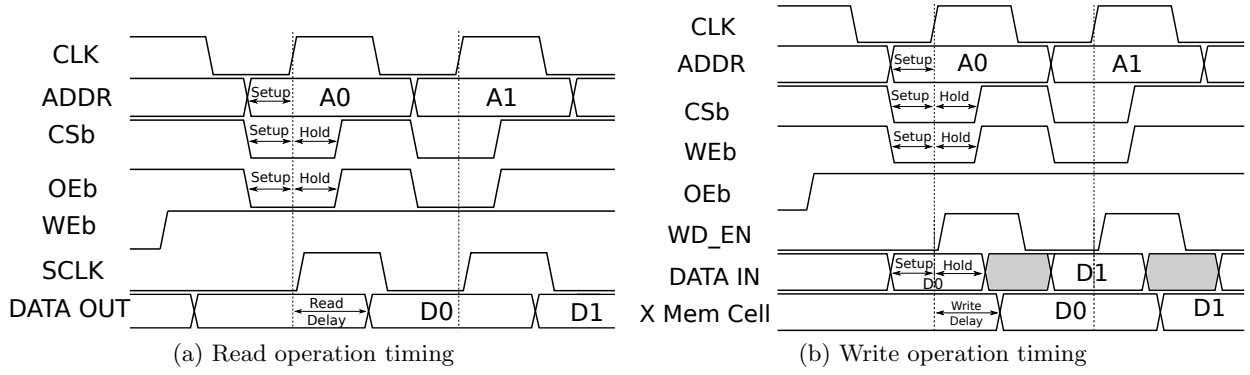 CLK
ADDR Setup A0 A1
CSb Setup Hold
OEb Setup Hold
WEb
SCLK
DATA OUT Read Delay D0 D1
(a) Read operation timing
CLK
ADDR Setup A0 A1
CSb Setup Hold
WEb Setup Hold
OEb
WD_EN
DATA IN Setup Hold D0 D1
X Mem Cell Write Delay D0 D1
(b) Write operation timing